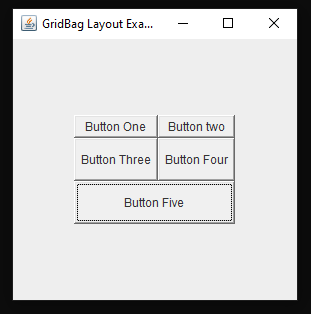 GridBag Layout Exa...
Button One
Button two
Button Three
Button Four
Button Five